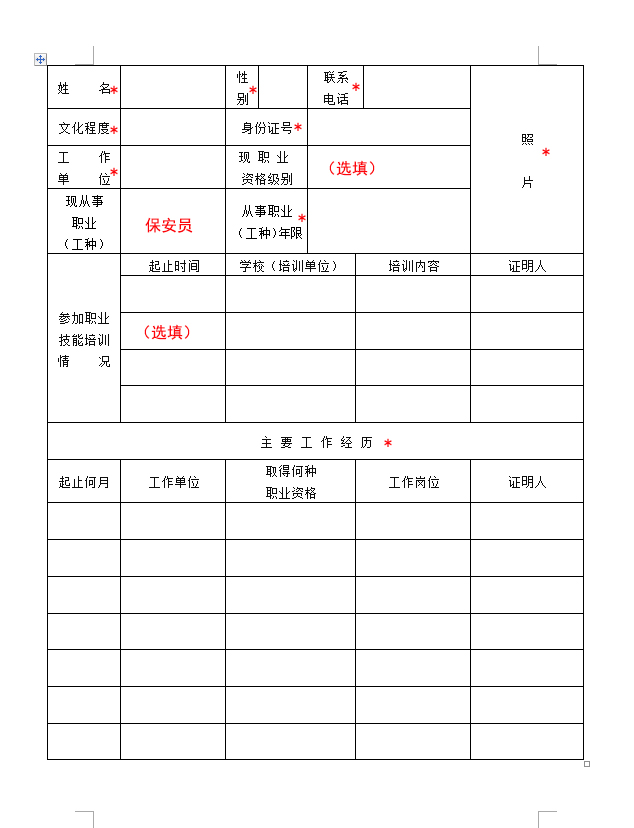 姓 名* 性别* 联系电话*
照片*
文化程度* 身份证号*
工作单位* 现职业资格级别 （选填）
现从事职业（工种） 保安员 从事职业（工种）年限*
参加职业技能培训情况 起止时间 学校（培训单位） 培训内容 证明人
（选填）
主要工作经历 *
起止何月 工作单位 取得何种职业资格 工作岗位 证明人